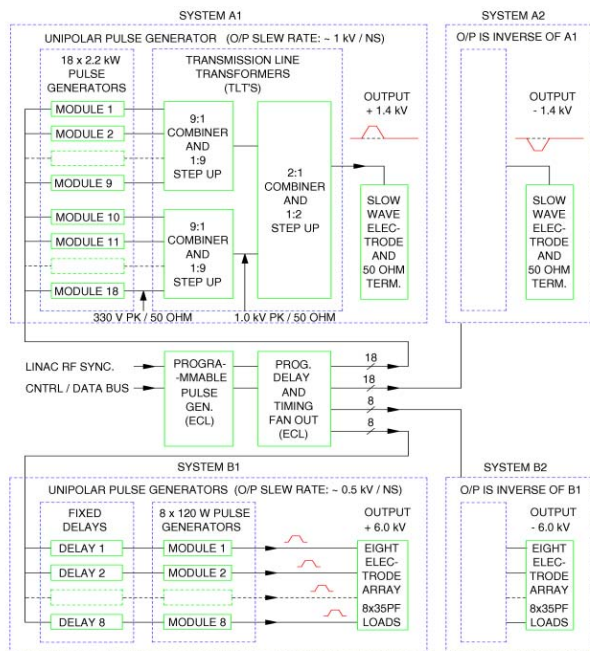 SYSTEM A1
SYSTEM A2
UNIPOLAR PULSE GENERATOR (O/P SLEW RATE: ~ 1 kV / NS)
O/P IS INVERSE OF A1
18 x 2.2 kW
PULSE
GENERATORS
TRANSMISSION LINE
TRANSFORMERS
(TLT'S)
MODULE 1
MODULE 2
MODULE 9
MODULE 10
MODULE 11
MODULE 18
9:1
COMBINER
AND
1:9
STEP UP
9:1
COMBINER
AND
1:9
STEP UP
2:1
COMBINER
AND
1:2
STEP UP
OUTPUT
+ 1.4 kV
SLOW
WAVE
ELEC-
TRODE
AND
50 OHM
TERM.
OUTPUT
- 1.4 kV
SLOW
WAVE
ELEC-
TRODE
AND
50 OHM
TERM.
330 V PK / 50 OHM
1.0 kV PK / 50 OHM
LINAC RF SYNC.
CNTRL / DATA BUS
PROGRA-
-MMABLE
PULSE
GEN.
(ECL)
PROG.
DELAY
AND
TIMING
FAN OUT
(ECL)
18
18
8
8
SYSTEM B1
SYSTEM B2
UNIPOLAR PULSE GENERATORS (O/P SLEW RATE: ~ 0.5 kV / NS)
O/P IS INVERSE OF B1
FIXED
DELAYS
8 x 120 W PULSE
GENERATORS
OUTPUT
+ 6.0 kV
OUTPUT
- 6.0 kV
DELAY 1
MODULE 1
DELAY 2
MODULE 2
DELAY 8
MODULE 8
EIGHT
ELEC-
TRODE
ARRAY
8x35PF
LOADS
EIGHT
ELEC-
TRODE
ARRAY
8x35PF
LOADS